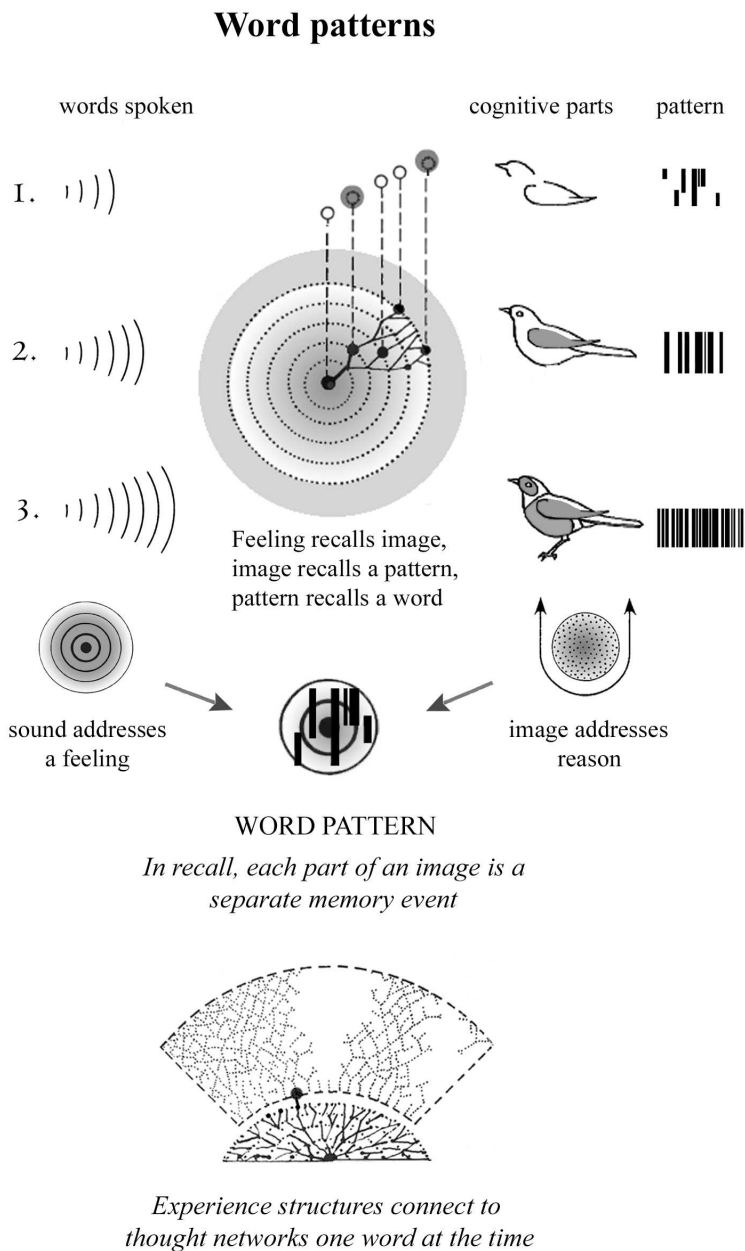 Word patterns
words spoken
cognitive parts
pattern
1.
2.
3.
Feeling recalls image,
image recalls a pattern,
pattern recalls a word
sound addresses
a feeling
image addresses
reason
WORD PATTERN
In recall, each part of an image is a
separate memory event
Experience structures connect to
thought networks one word at the time